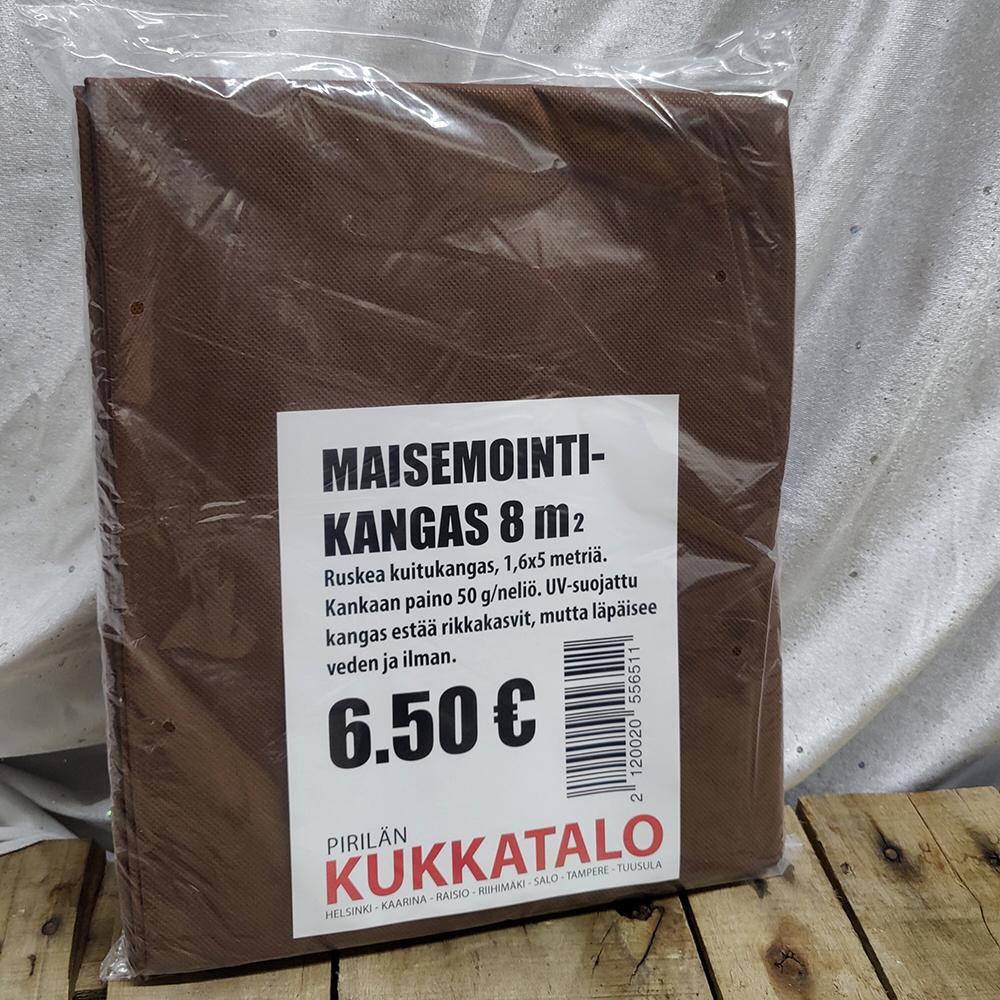 MAISEMOINTI-
KANGAS 8 m2
Ruskea kuitukangas, 1,6x5 metriä.
Kankaan paino 50 g/neliö. UV-suojattu
kangas estää rikkakasvit, mutta läpäisee
veden ja ilman.
6.50 €
2 120020 556511
PIRILÄN
KUKKATALO
HELSINKI - KAARINA - RAISIO - RIIHIMÄKI - SALO - TAMPERE - TUUSULA